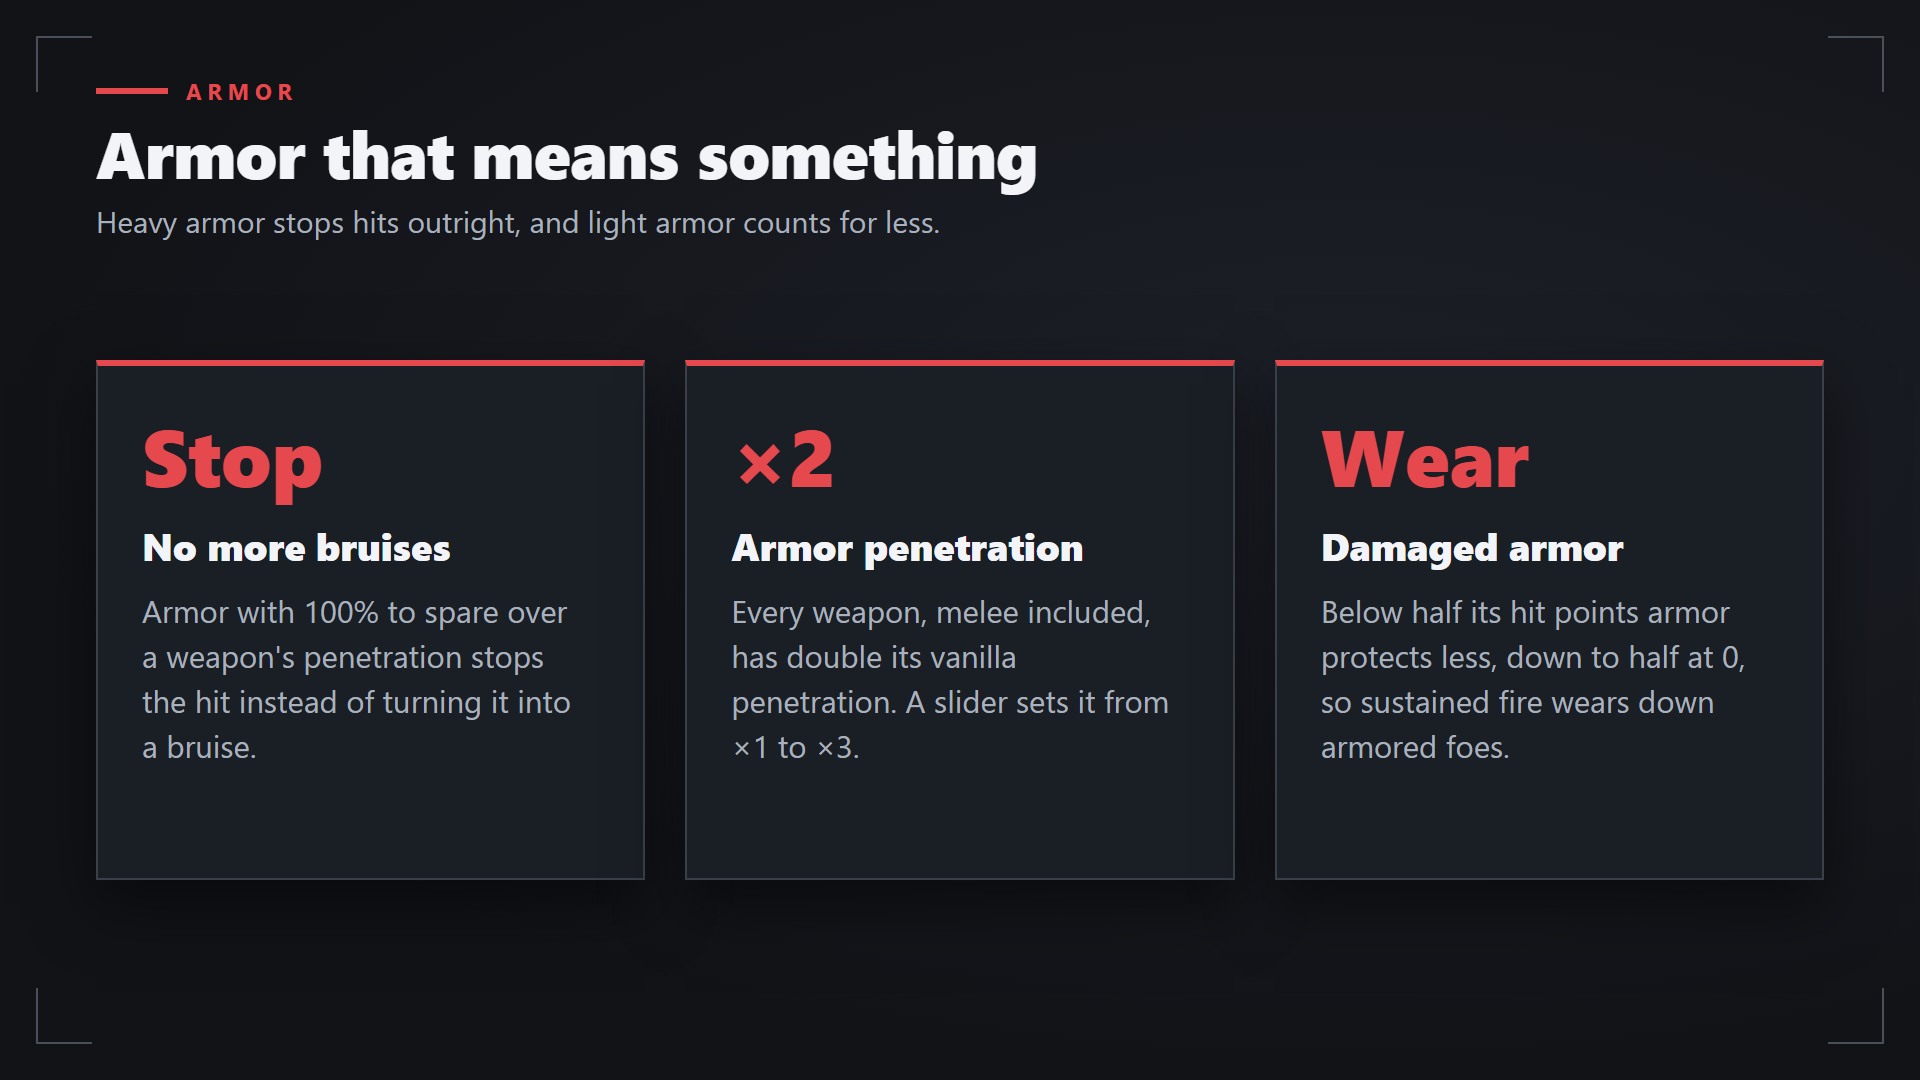 ARMOR
Armor that means something
Heavy armor stops hits outright, and light armor counts for less.
Stop
No more bruises
Armor with 100% to spare over
a weapon's penetration stops
the hit instead of turning it into
a bruise.
×2
Armor penetration
Every weapon, melee included,
has double its vanilla
penetration. A slider sets it from
×1 to ×3.
Wear
Damaged armor
Below half its hit points armor
protects less, down to half at 0,
so sustained fire wears down
armored foes.